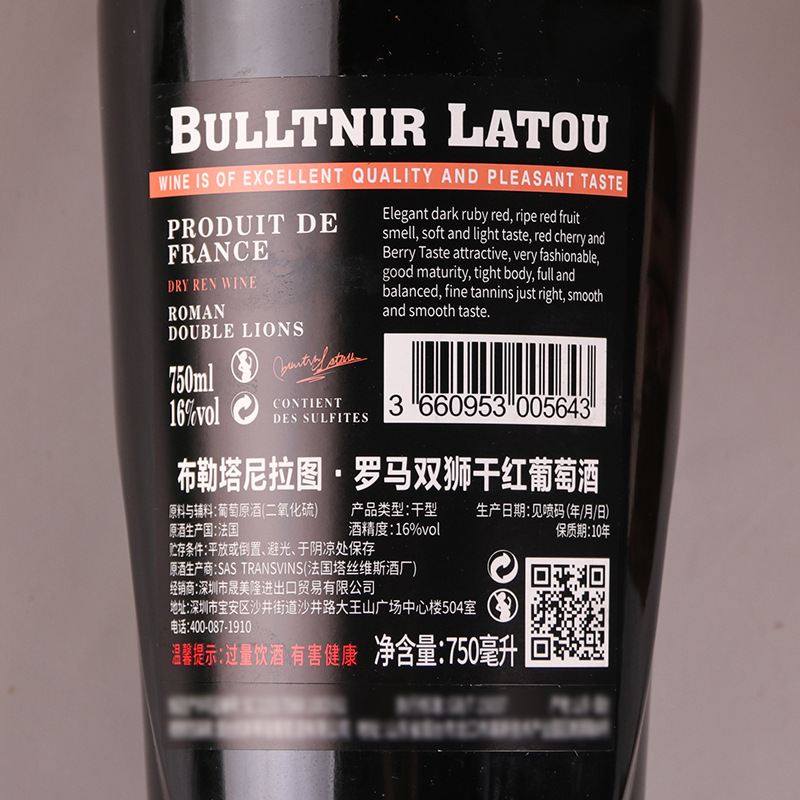 BULLTNIR LATOU
WINE IS OF EXCELLENT QUALITY AND PLEASANT TASTE
PRODUIT DE
FRANCE
DRY REN WINE
ROMAN
DOUBLE LIONS
750ml
16%vol
CONTIENT
DES SULFITES
Elegant dark ruby red, ripe red fruit
smell, soft and light taste, red cherry and
Berry Taste attractive, very fashionable,
good maturity, tight body, full and
balanced, fine tannins just right, smooth
and smooth taste.
3 660953 005643
布勒塔尼拉图·罗马双狮干红葡萄酒
原料与辅料:葡萄原酒(二氧化硫) 产品类型:干型 生产日期:见喷码(年/月/日)
原酒生产国:法国 酒精度:16%vol 保质期:10年
贮存条件:平放或倒置、避光、于阴凉处保存
原酒生产商:SAS TRANSVINS(法国塔丝维斯酒厂)
经销商:深圳市晟美隆进出口贸易有限公司
地址:深圳市宝安区沙井街道沙井路大王山广场中心楼504室
电话:400-087-1910
温馨提示:过量饮酒 有害健康 净含量:750毫升